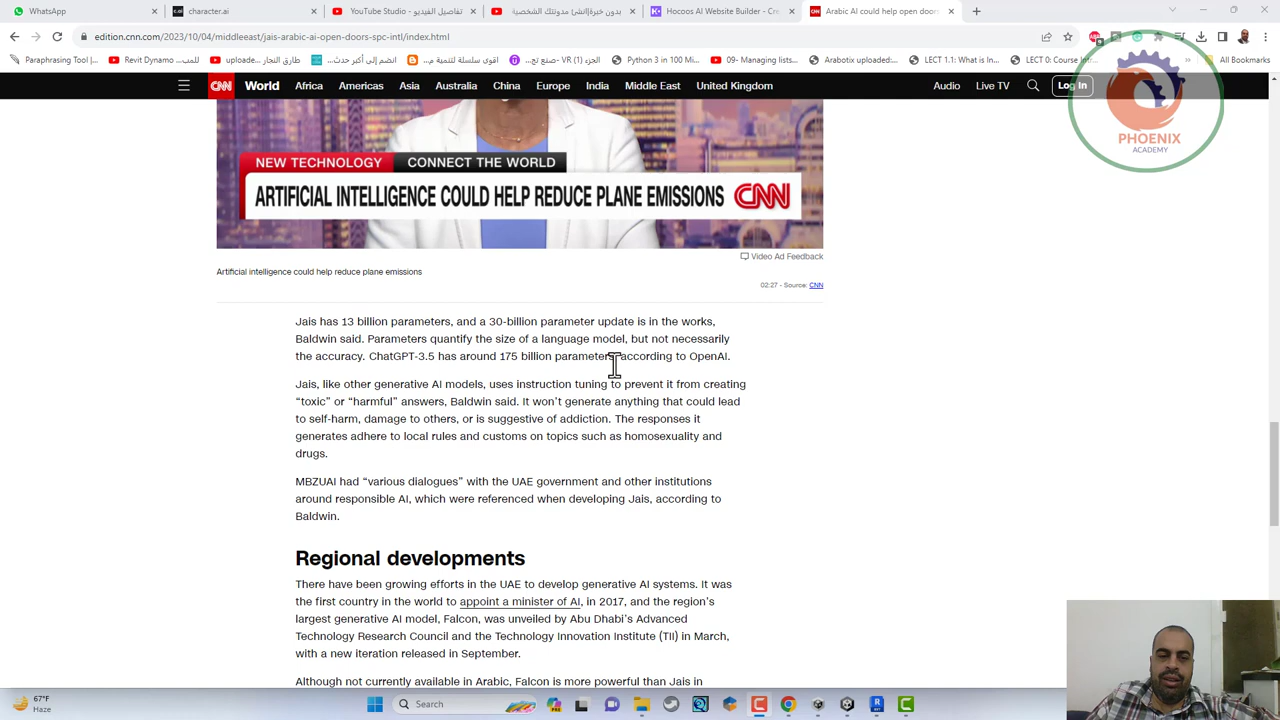 WhatsApp
character.ai
YouTube Studio - تفاصيل الفيديو
بدون خبرة|أنشئ مدونتك الشخصية
Hocoos AI Website Builder - Cre
Arabic AI could help open doors
edition.cnn.com/2023/10/04/middleeast/jais-arabic-ai-open-doors-spc-intl/index.html
Paraphrasing Tool |...
Revit Dynamo للمب...
uploade... طارق النجار
انضم إلى أكبر تحدث...
اقوى سلسلة لتنمية م...
الجزء VR (1) -صنع تج...
Python 3 in 100 Mi...
09- Managing lists...
Arabotix uploaded:...
LECT 1.1: What is In...
LECT 0: Course Intr...
»
All Bookmarks
CNN World Africa Americas Asia Australia China Europe India Middle East United Kingdom Audio Live TV Log In
PHOENIX
ACADEMY
NEW TECHNOLOGY CONNECT THE WORLD
ARTIFICIAL INTELLIGENCE COULD HELP REDUCE PLANE EMISSIONS CNN
Video Ad Feedback
Artificial intelligence could help reduce plane emissions
02:27 - Source: CNN
Jais has 13 billion parameters, and a 30-billion parameter update is in the works,
Baldwin said. Parameters quantify the size of a language model, but not necessarily
the accuracy. ChatGPT-3.5 has around 175 billion parameters according to OpenAI.
Jais, like other generative AI models, uses instruction tuning to prevent it from creating
“toxic” or “harmful” answers, Baldwin said. It won’t generate anything that could lead
to self-harm, damage to others, or is suggestive of addiction. The responses it
generates adhere to local rules and customs on topics such as homosexuality and
drugs.
MBZUAI had “various dialogues” with the UAE government and other institutions
around responsible AI, which were referenced when developing Jais, according to
Baldwin.
Regional developments
There have been growing efforts in the UAE to develop generative AI systems. It was
the first country in the world to appoint a minister of AI, in 2017, and the region’s
largest generative AI model, Falcon, was unveiled by Abu Dhabi’s Advanced
Technology Research Council and the Technology Innovation Institute (TII) in March,
with a new iteration released in September.
Although not currently available in Arabic, Falcon is more powerful than Jais in
67°F
Haze
Search